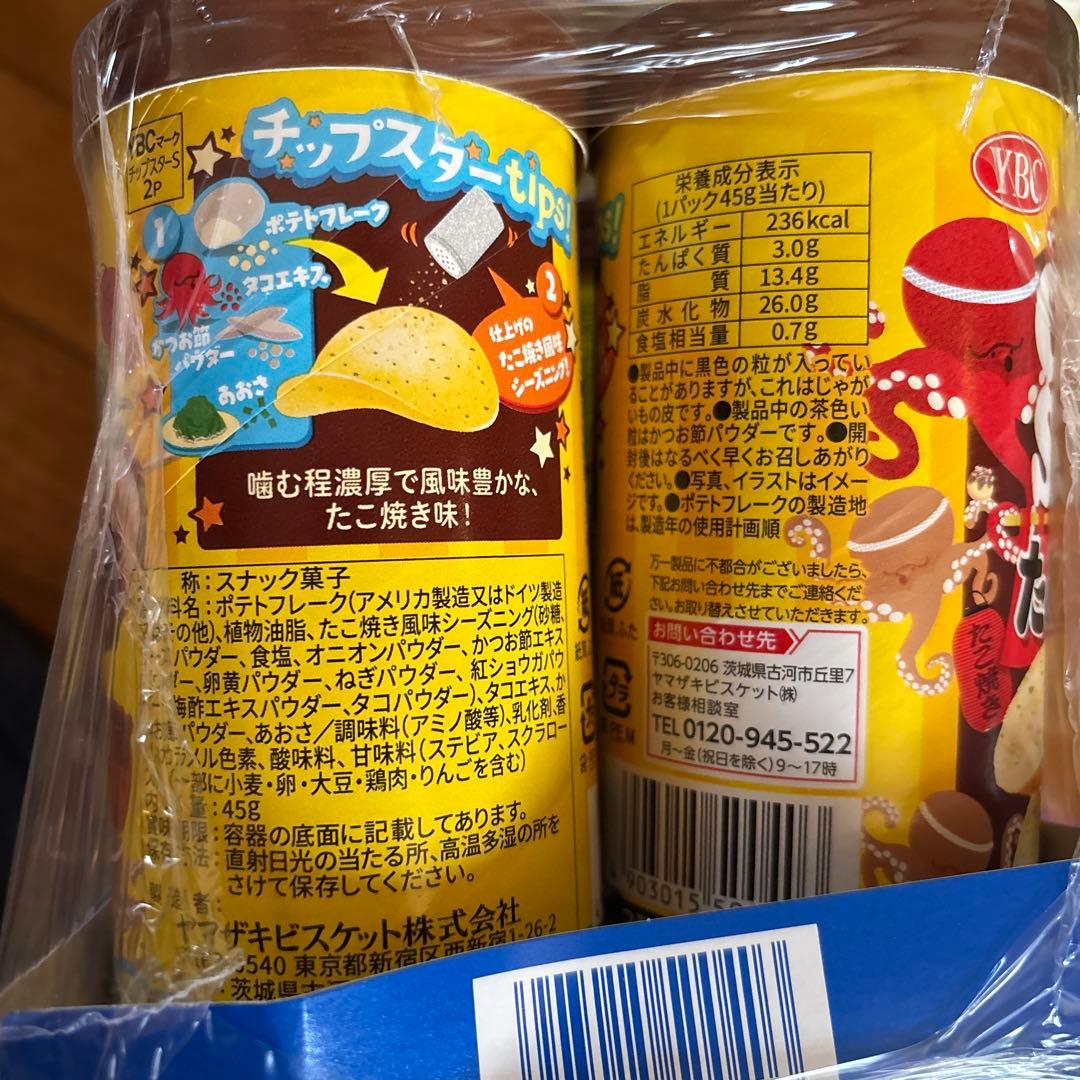 YBCマーク
チップスターS
2P
チップスターtips!
1
ポテトフレーク
タコエキス
かつお節
パウダー
あおさ
2
仕上げの
たこ焼き風味
シーズニング!
噛む程濃厚で風味豊かな、
たこ焼き味!
称:スナック菓子
料名:ポテトフレーク(アメリカ製造又はドイツ製造
その他)、植物油脂、たこ焼き風味シーズニング(砂糖、
パウダー、食塩、オニオンパウダー、かつお節エキス
ダー、卵黄パウダー、ねぎパウダー、紅ショウガパウ
梅酢エキスパウダー、タコパウダー)、タコエキス、か
パウダー、あおさ/調味料(アミノ酸等)、乳化剤、香
カラメル色素、酸味料、甘味料(ステビア、スクラロー
一部に小麦・卵・大豆・鶏肉・りんごを含む)
量:45g
期限:容器の底面に記載してあります。
保存方法:直射日光の当たる所、高温多湿の所を
さけて保存してください。
製造者:
ヤマザキビスケット株式会社
540 東京都新宿区西新宿1-26-2
茨城県古河
YBC
栄養成分表示
(1パック45g当たり)
エネルギー 236kcal
たんぱく質 3.0g
脂質 13.4g
炭水化物 26.0g
食塩相当量 0.7g
●製品中に黒色の粒が入ってい
ることがありますが、これはじゃが
いもの皮です。●製品中の茶色い
粒はかつお節パウダーです。●開
封後はなるべく早くお召しあがり
ください。●写真、イラストはイメー
ジです。●ポテトフレークの製造地
は、製造年の使用計画順
万一製品に不都合がございましたら、
下記お問い合わせ先までご連絡くだ
さい。お取り替えさせていただきます。
お問い合わせ先
〒306-0206 茨城県古河市丘里7
ヤマザキビスケット㈱
お客様相談室
TEL0120-945-522
月~金(祝日を除く)9~17時
紙
ふた
プラ
た
たこ焼き
903015